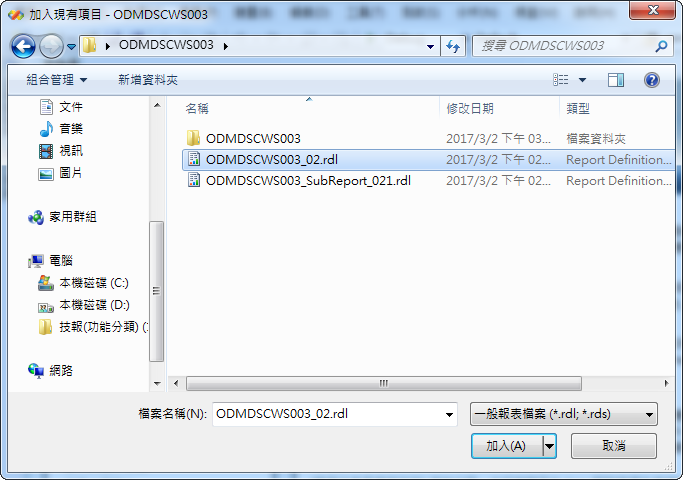 加入現有項目 - ODMDSCWS003
ODMDSCWS003
搜尋 ODMDSCWS003
組合管理
新增資料夾
名稱
修改日期
類型
文件
音樂
視訊
圖片
家用群組
電腦
本機磁碟 (C:)
本機磁碟 (D:)
技報(功能分類) (
網路
ODMDSCWS003
2017/3/2 下午 03...
檔案資料夾
ODMDSCWS003_02.rdl
2017/3/2 下午 02...
Report Definition...
ODMDSCWS003_SubReport_021.rdl
2017/3/2 下午 02...
Report Definition...
檔案名稱(N):
ODMDSCWS003_02.rdl
一般報表檔案 (*.rdl; *.rds)
加入(A)
取消